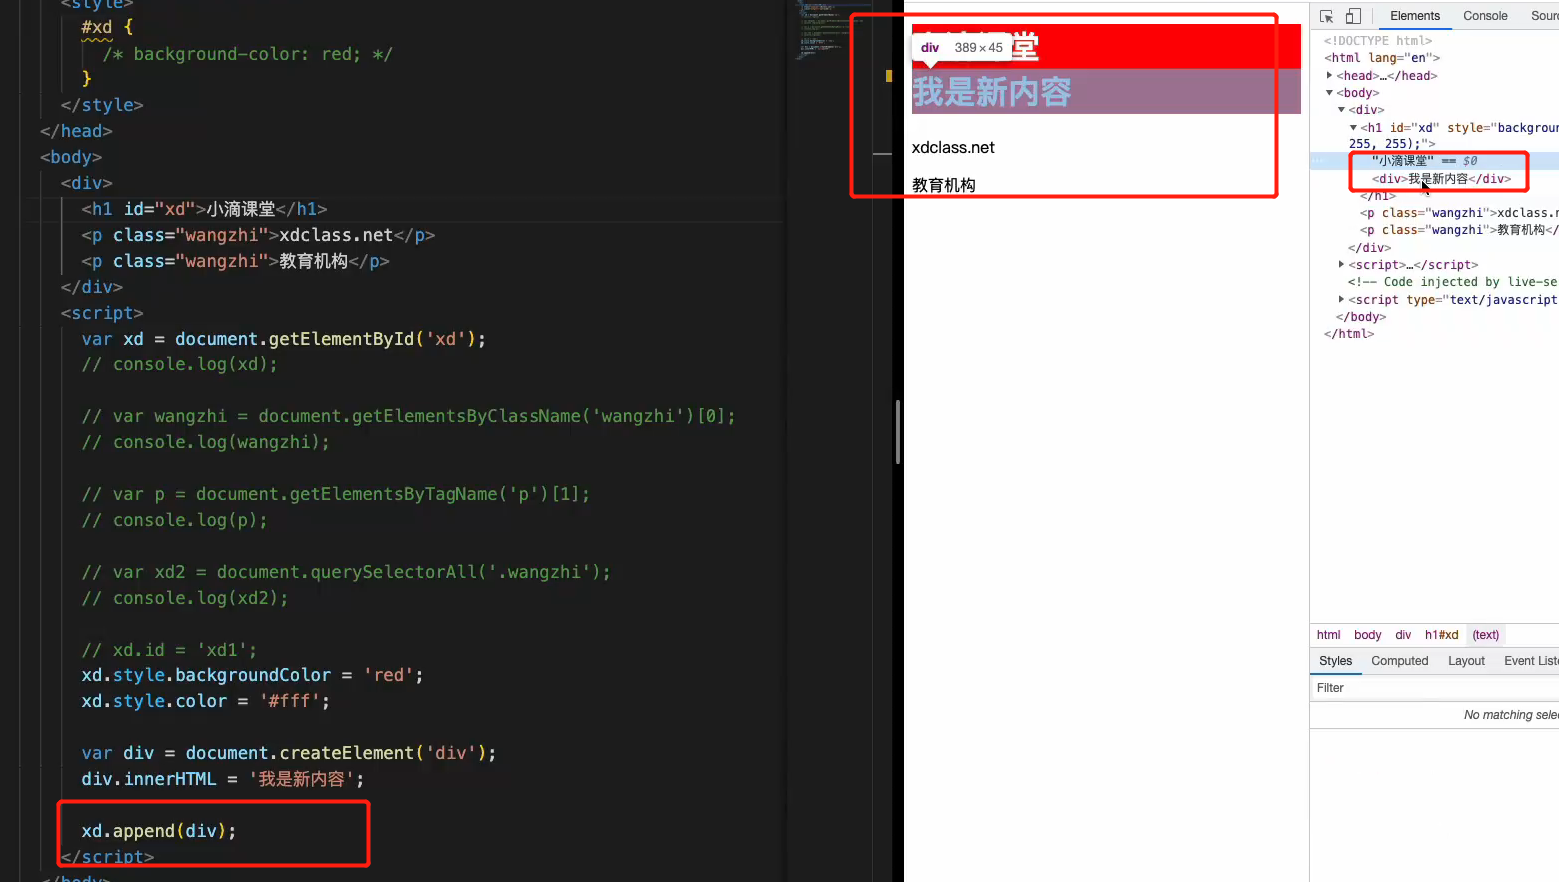 <style>
#xd {
/* background-color: red; */
}
</style>
</head>
<body>
<div>
<h1 id="xd">小滴课堂</h1>
<p class="wangzhi">xdclass.net</p>
<p class="wangzhi">教育机构</p>
</div>
<script>
var xd = document.getElementById('xd');
// console.log(xd);
// var wangzhi = document.getElementsByClassName('wangzhi')[0];
// console.log(wangzhi);
// var p = document.getElementsByTagName('p')[1];
// console.log(p);
// var xd2 = document.querySelectorAll('.wangzhi');
// console.log(xd2);
// xd.id = 'xd1';
xd.style.backgroundColor = 'red';
xd.style.color = '#fff';
var div = document.createElement('div');
div.innerHTML = '我是新内容';
xd.append(div);
</script>
</body>
div 389×45
堂
我是新内容
xdclass.net
教育机构
Elements Console Sour
<!DOCTYPE html>
<html lang="en">
<head>…</head>
<body>
<div>
<h1 id="xd" style="backgroun
255, 255);">
"小滴课堂" == $0
<div>我是新内容</div>
</h1>
<p class="wangzhi">xdclass.n
<p class="wangzhi">教育机构</
</div>
<script>…</script>
<!-- Code injected by live-se
<script type="text/javascript
</body>
</html>
html body div h1#xd (text)
Styles Computed Layout Event Liste
Filter
No matching sele